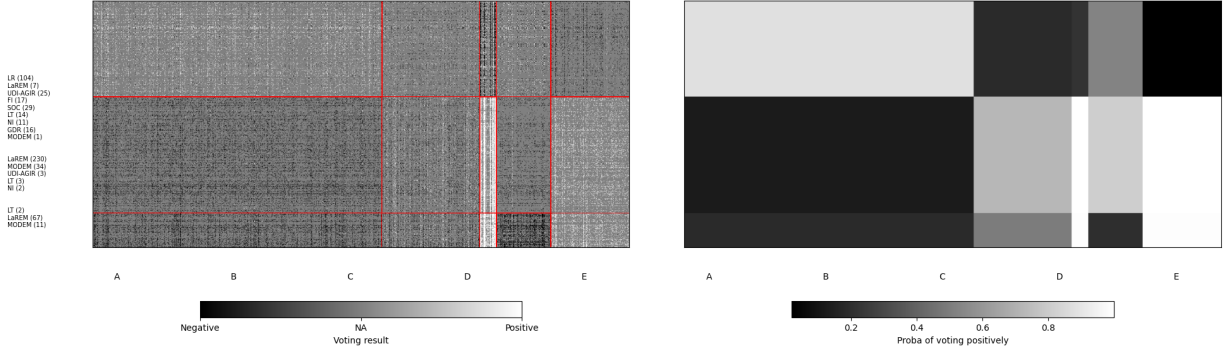 LR (104)
LaREM (7)
UDI-AGIR (25)
FI (17)
SOC (29)
LT (14)
NI (11)
GDR (16)
MODEM (1)
LaREM (230)
MODEM (34)
UDI-AGIR (3)
LT (3)
NI (2)
LT (2)
LaREM (67)
MODEM (11)
A B C D E
Negative NA Positive
Voting result
A B C D E
0.2 0.4 0.6 0.8
Proba of voting positively